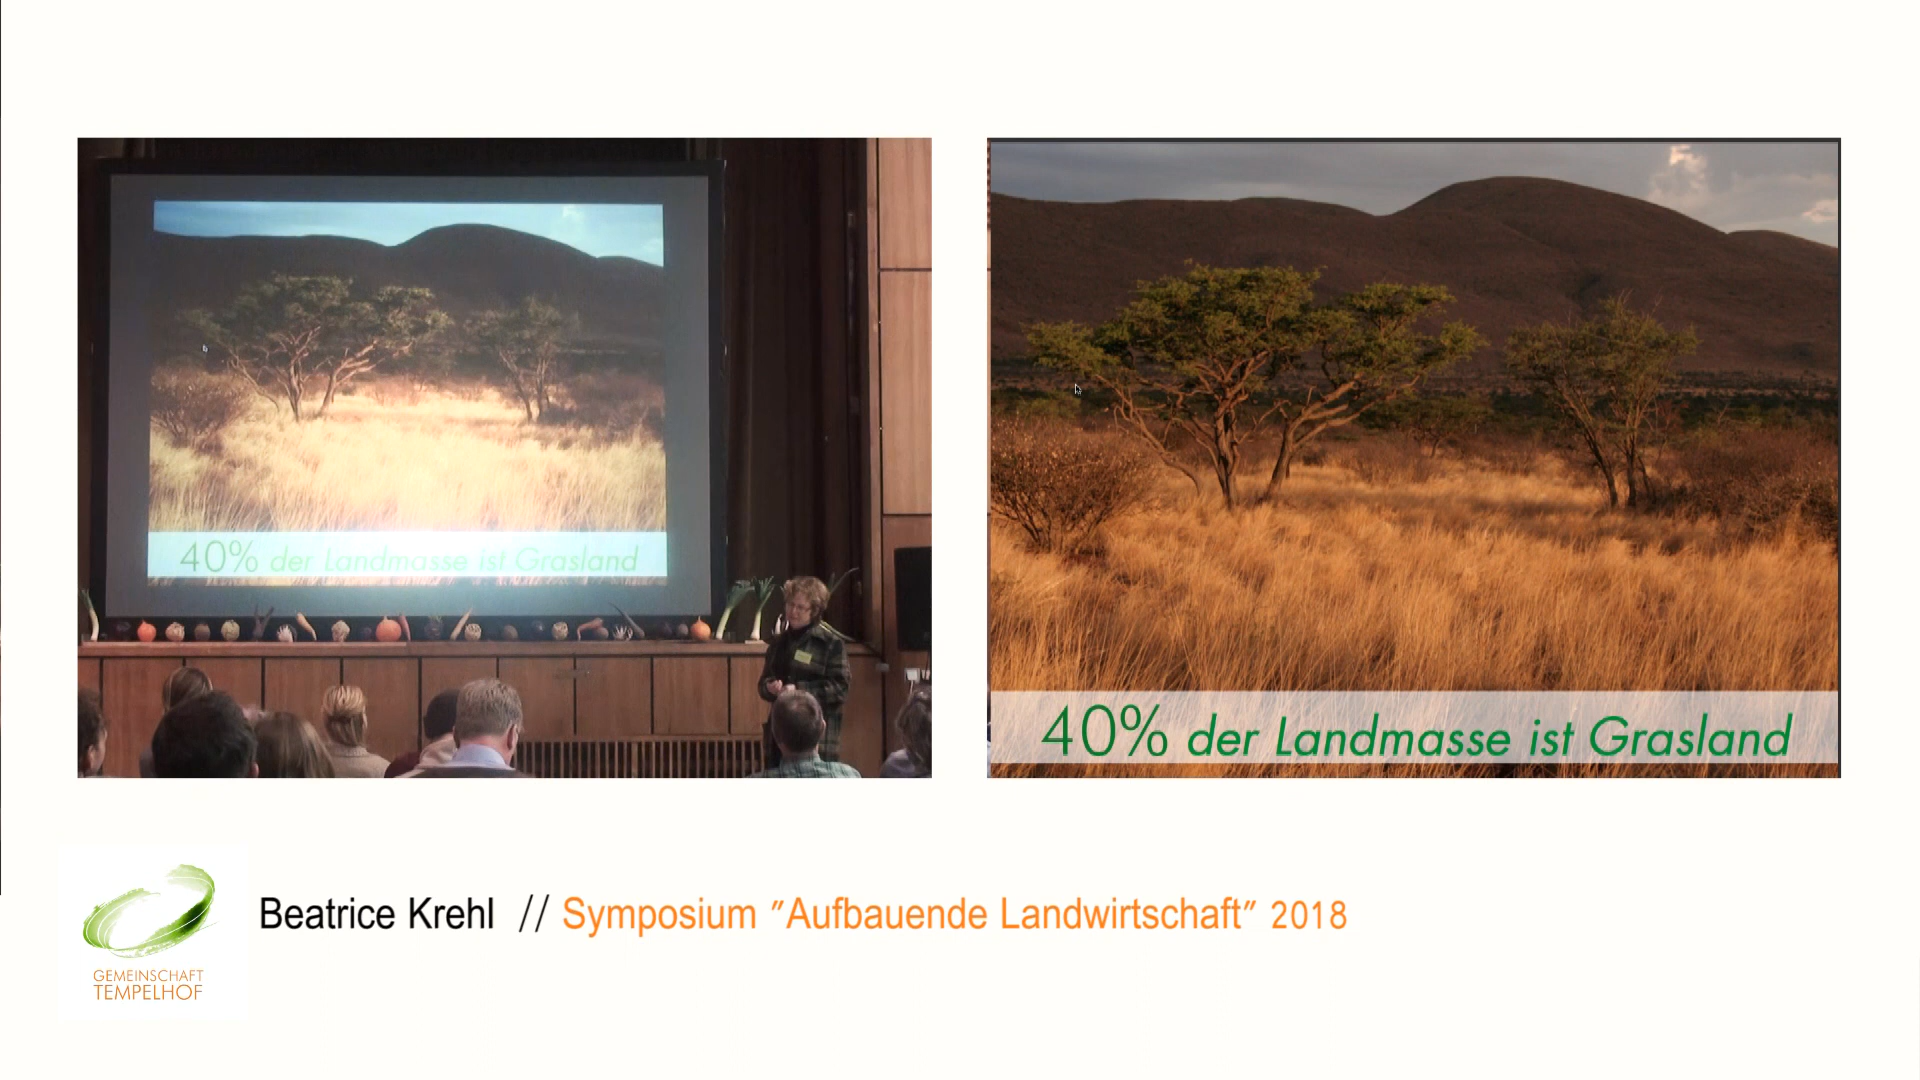 40% der Landmasse ist Grasland
40% der Landmasse ist Grasland
Beatrice Krehl // Symposium "Aufbauende Landwirtschaft" 2018
GEMEINSCHAFT
TEMPELHOF